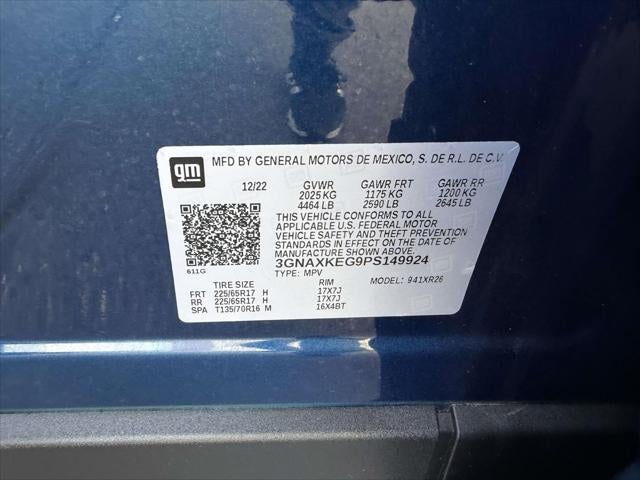 gm
MFD BY GENERAL MOTORS DE MEXICO, S. DE R.L. DE C.V.
12/22 GVWR GAWR FRT GAWR RR
2025 KG 1175 KG 1200 KG
4464 LB 2590 LB 2645 LB
THIS VEHICLE CONFORMS TO ALL
APPLICABLE U.S. FEDERAL MOTOR
VEHICLE SAFETY AND THEFT
PREVENTION STANDARDS IN EFFECT ON
THE DATE OF MANUFACTURE SHOWN ABOVE.
3GNAXKEG9PS149924
611G
TYPE: MPV MODEL: 941XR26
TIRE SIZE RIM
FRT 225/65R17 H 17X7J
RR 225/65R17 H 17X7J
SPA T135/70R16 M 16X4BT